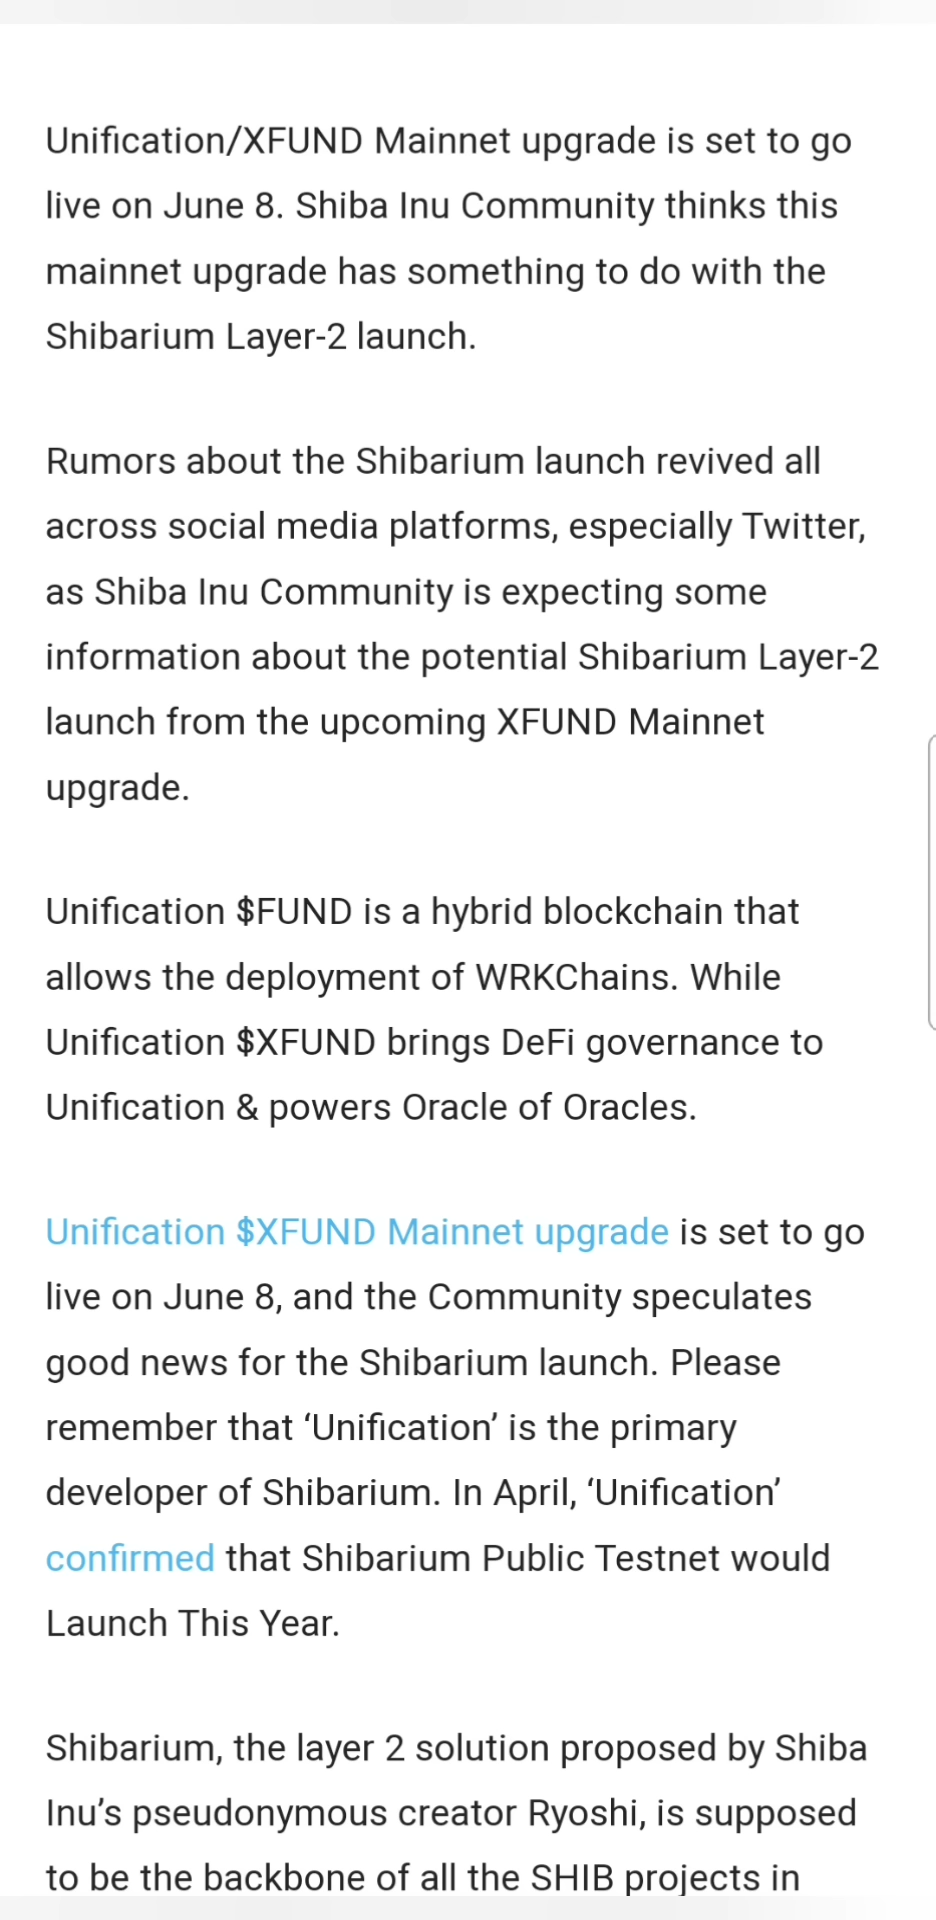 Unification/XFUND Mainnet upgrade is set to go
live on June 8. Shiba Inu Community thinks this
mainnet upgrade has something to do with the
Shibarium Layer-2 launch.
Rumors about the Shibarium launch revived all
across social media platforms, especially Twitter,
as Shiba Inu Community is expecting some
information about the potential Shibarium Layer-2
launch from the upcoming XFUND Mainnet
upgrade.
Unification $FUND is a hybrid blockchain that
allows the deployment of WRKChains. While
Unification $XFUND brings DeFi governance to
Unification & powers Oracle of Oracles.
Unification $XFUND Mainnet upgrade is set to go
live on June 8, and the Community speculates
good news for the Shibarium launch. Please
remember that ‘Unification’ is the primary
developer of Shibarium. In April, ‘Unification’
confirmed that Shibarium Public Testnet would
Launch This Year.
Shibarium, the layer 2 solution proposed by Shiba
Inu’s pseudonymous creator Ryoshi, is supposed
to be the backbone of all the SHIB projects in